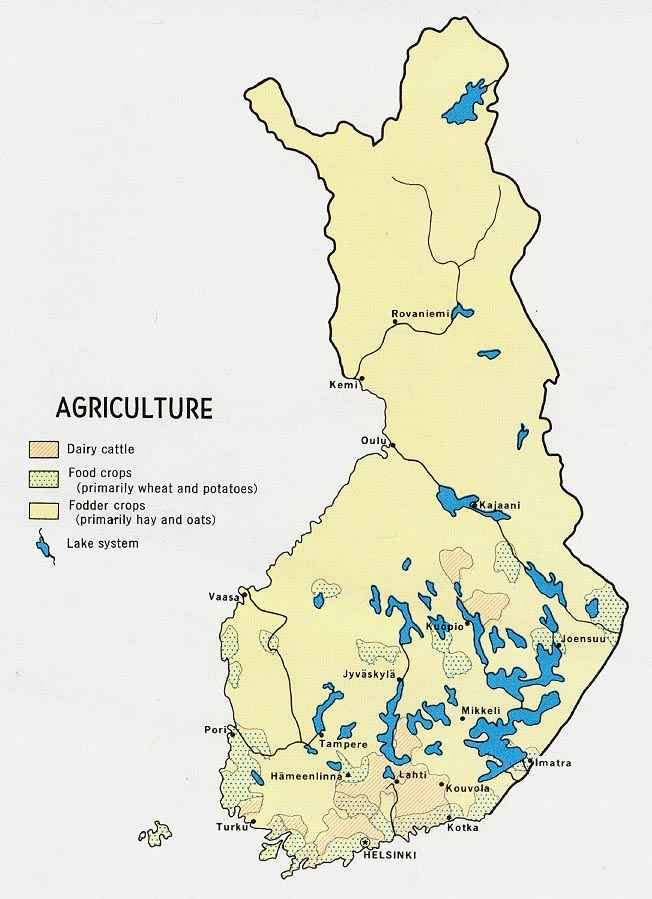 AGRICULTURE
Dairy cattle
Food crops
(primarily wheat and potatoes)
Fodder crops
(primarily hay and oats)
Lake system
Rovaniemi
Kemi
Oulu
Kajaani
Vaasa
Kuopio
Joensuu
Jyväskylä
Mikkeli
Pori
Tampere
Imatra
Hämeenlinna
Lahti
Kouvola
Turku
Kotka
HELSINKI